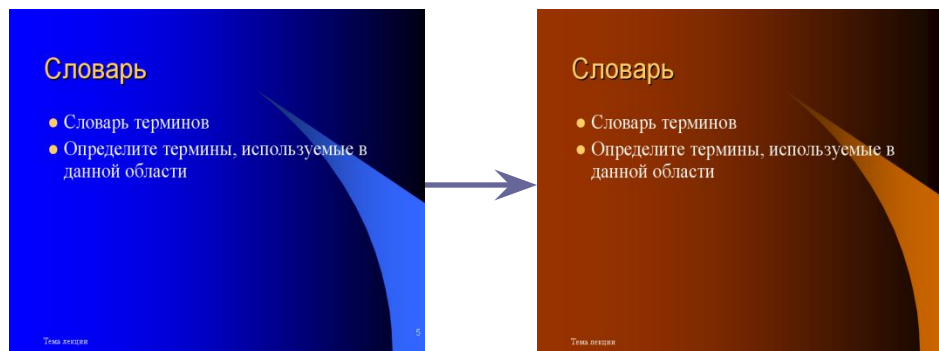 Словарь
Словарь терминов
Определите термины, используемые в
данной области
Тема лекции
5
Словарь
Словарь терминов
Определите термины, используемые в
данной области
Тема лекции